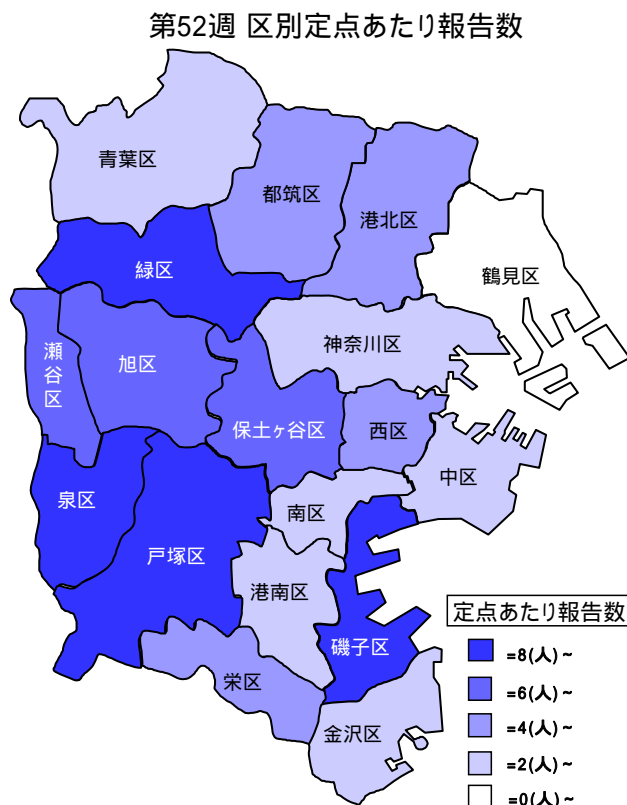 第52週 区別定点あたり報告数
青葉区
都筑区
港北区
鶴見区
緑区
神奈川区
瀬谷区
旭区
保土ヶ谷区
西区
中区
泉区
南区
戸塚区
港南区
磯子区
栄区
金沢区
定点あたり報告数
=8(人)~
=6(人)~
=4(人)~
=2(人)~
=0(人)~